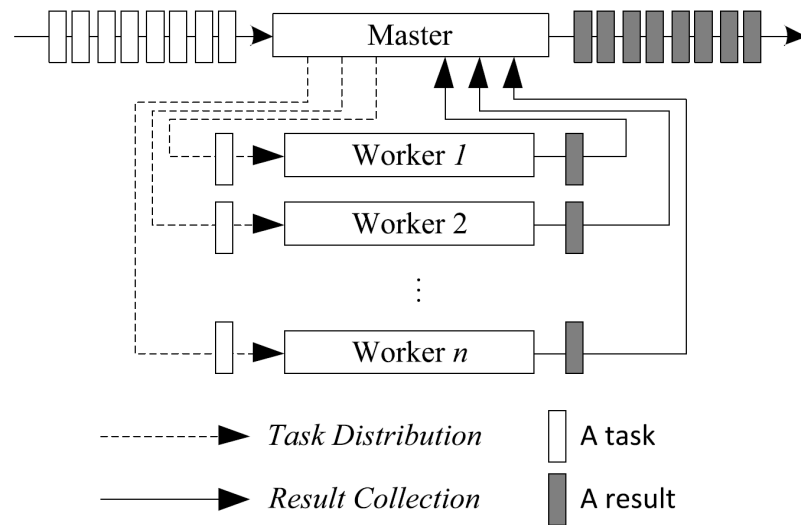 Master
Worker 1
Worker 2
⋮
Worker n
Task Distribution
A task
Result Collection
A result